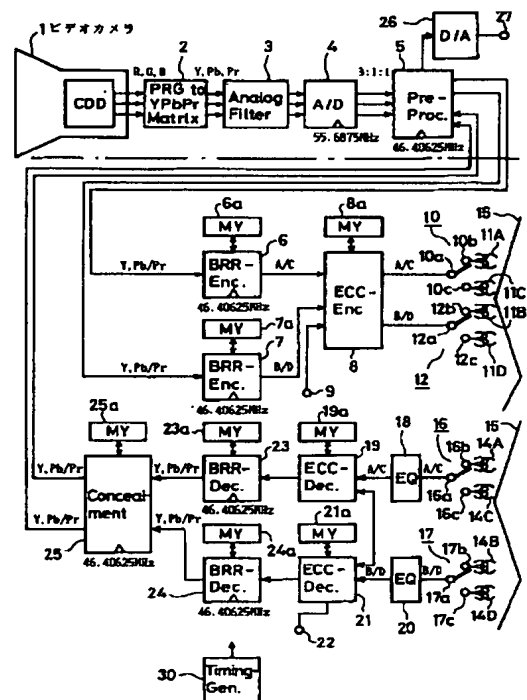 1 ビデオカメラ
2
3
4
5
26
D/A
27
R, G, B
Y, Pb, Pr
3:1:1
CDD
PRG to
YPbPr
Matrix
Analog
Filter
A/D
Pre-
Proc.
55.6875MHz
46.40625MHz
6a
MY
8a
MY
6
BRR-
Enc.
Y, Pb/Pr
A/C
46.40625MHz
7a
MY
7
BRR-
Enc.
Y, Pb/Pr
B/D
46.40625MHz
ECC-
Enc
8
9
A/C
B/D
10
10a
10b
10c
11A
11C
11B
11D
12
12a
12b
12c
15
25a
MY
23a
MY
19a
MY
18
Y, Pb/Pr
Y, Pb/Pr
23
BRR-
Dec.
46.40625MHz
19
ECC-
Dec.
A/C
EQ
A/C
16
16a
16b
16c
14A
14C
15
Conceal-
ment
25
46.40625MHz
Y, Pb/Pr
Y, Pb/Pr
24a
MY
21a
MY
BRR-
Dec.
24
46.40625MHz
ECC-
Dec.
21
22
B/D
EQ
20
B/D
17
17a
17b
17c
14B
14D
30
Timing-
Gen.